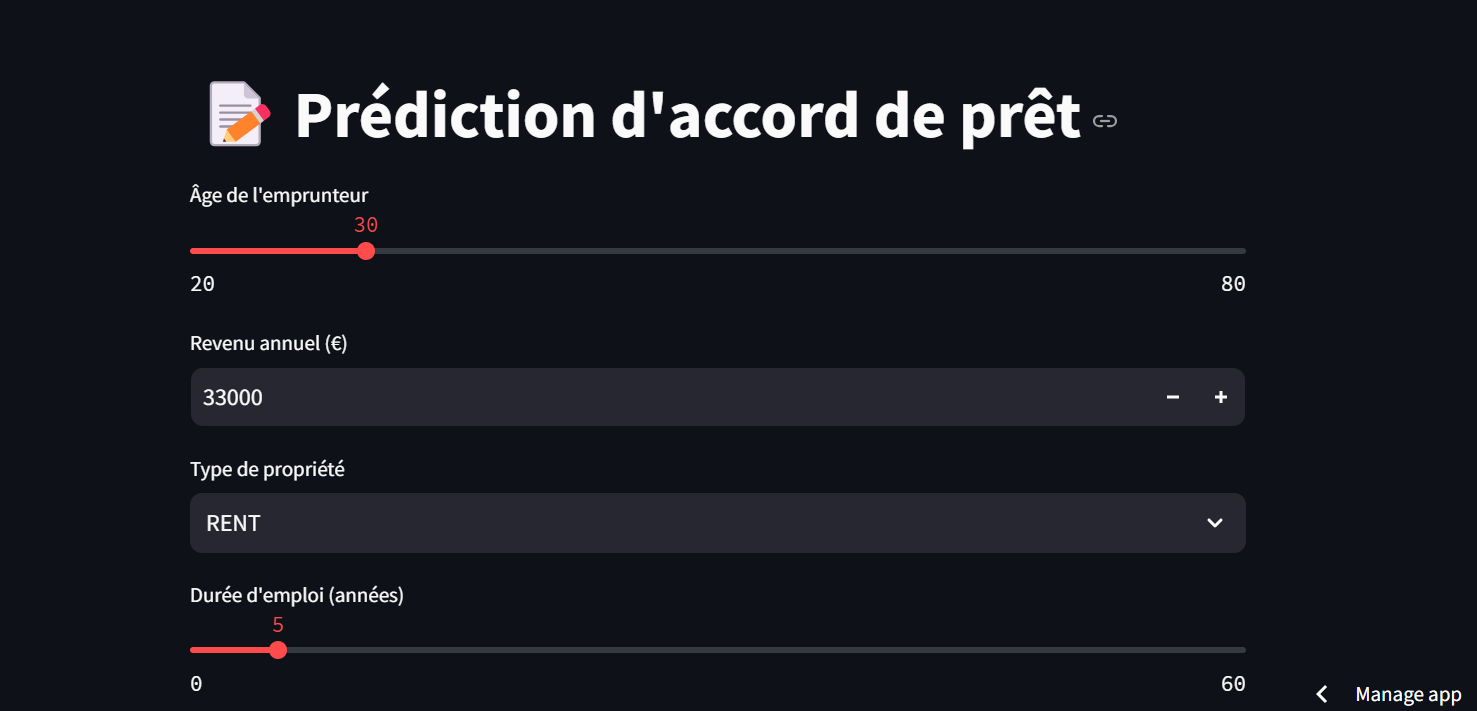 Prédiction d'accord de prêt
Âge de l'emprunteur
30
20 80
Revenu annuel (€)
33000
Type de propriété
RENT
Durée d'emploi (années)
5
0 60
Manage app